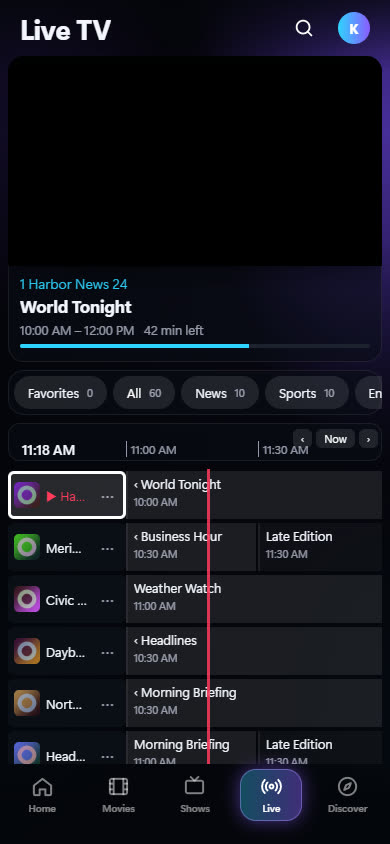 Live TV
K
1 Harbor News 24
World Tonight
10:00 AM – 12:00 PM 42 min left
Favorites 0 All 60 News 10 Sports 10 En
‹ Now ›
11:18 AM 11:00 AM 11:30 AM
Ha... ··· ‹ World Tonight
10:00 AM
Meri... ··· ‹ Business Hour Late Edition
10:30 AM 11:30 AM
Civic ... ··· Weather Watch
11:00 AM
Dayb... ··· ‹ Headlines
10:30 AM
Nort... ··· ‹ Morning Briefing
10:30 AM
Head... ··· Morning Briefing Late Edition
11:00 AM 11:30 AM
Home Movies Shows Live Discover